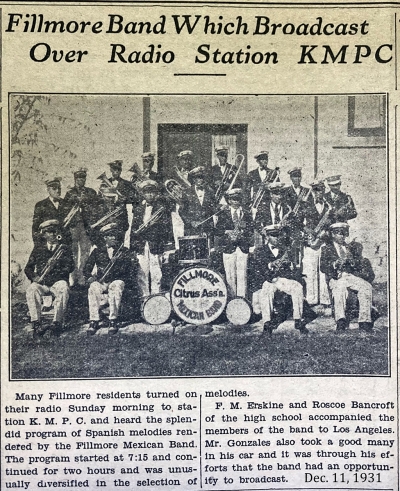 Fillmore Band Which Broadcast
Over Radio Station KMPC
FILLMORE
Citrus Ass'n.
MEXICAN BAND
Many Fillmore residents turned on
their radio Sunday morning to sta-
tion K. M. P. C. and heard the splen-
did program of Spanish melodies ren-
dered by the Fillmore Mexican Band.
The program started at 7:15 and con-
tinued for two hours and was unus-
ually diversified in the selection of
melodies.
F. M. Erskine and Roscoe Bancroft
of the high school accompanied the
members of the band to Los Angeles.
Mr. Gonzales also took a good many
in his car and it was through his ef-
forts that the band had an opportun-
ity to broadcast.
Dec. 11, 1931